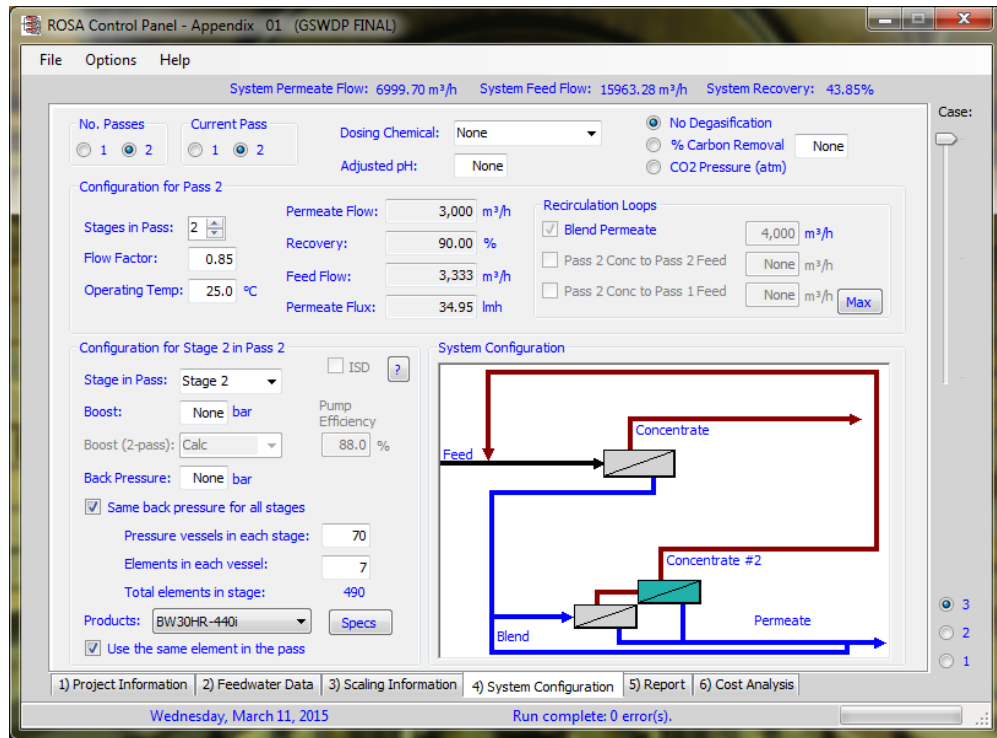 ROSA Control Panel - Appendix 01 (GSWDP FINAL)
File Options Help
System Permeate Flow: 6999.70 m³/h System Feed Flow: 15963.28 m³/h System Recovery: 43.85%
Case:
No. Passes
1 2
Current Pass
1 2
Dosing Chemical: None
Adjusted pH: None
No Degasification
% Carbon Removal None
CO2 Pressure (atm)
Configuration for Pass 2
Stages in Pass: 2
Flow Factor: 0.85
Operating Temp: 25.0 ºC
Permeate Flow: 3,000 m³/h
Recovery: 90.00 %
Feed Flow: 3,333 m³/h
Permeate Flux: 34.95 lmh
Recirculation Loops
Blend Permeate 4,000 m³/h
Pass 2 Conc to Pass 2 Feed None m³/h
Pass 2 Conc to Pass 1 Feed None m³/h
Max
Configuration for Stage 2 in Pass 2
ISD ?
Stage in Pass: Stage 2
Boost: None bar
Pump
Efficiency
Boost (2-pass): Calc 88.0 %
Back Pressure: None bar
Same back pressure for all stages
Pressure vessels in each stage: 70
Elements in each vessel: 7
Total elements in stage: 490
Products: BW30HR-440i Specs
Use the same element in the pass
System Configuration
Concentrate
Feed
Concentrate #2
Permeate
Blend
3
2
1
1) Project Information 2) Feedwater Data 3) Scaling Information 4) System Configuration 5) Report 6) Cost Analysis
Wednesday, March 11, 2015 Run complete: 0 error(s).